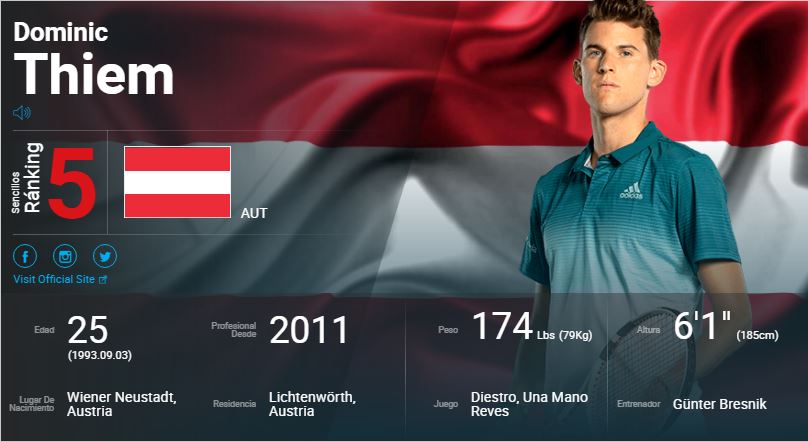 Dominic
Thiem
Sencillos
Ránking
5
AUT
Visit Official Site
Edad
25
(1993.09.03)
Profesional
Desde
2011
Peso
174 Lbs (79Kg)
Altura
6'1" (185cm)
Lugar De
Nacimiento
Wiener Neustadt,
Austria
Residencia
Lichtenwörth,
Austria
Juego
Diestro, Una Mano
Reves
Entrenador
Günter Bresnik
adidas